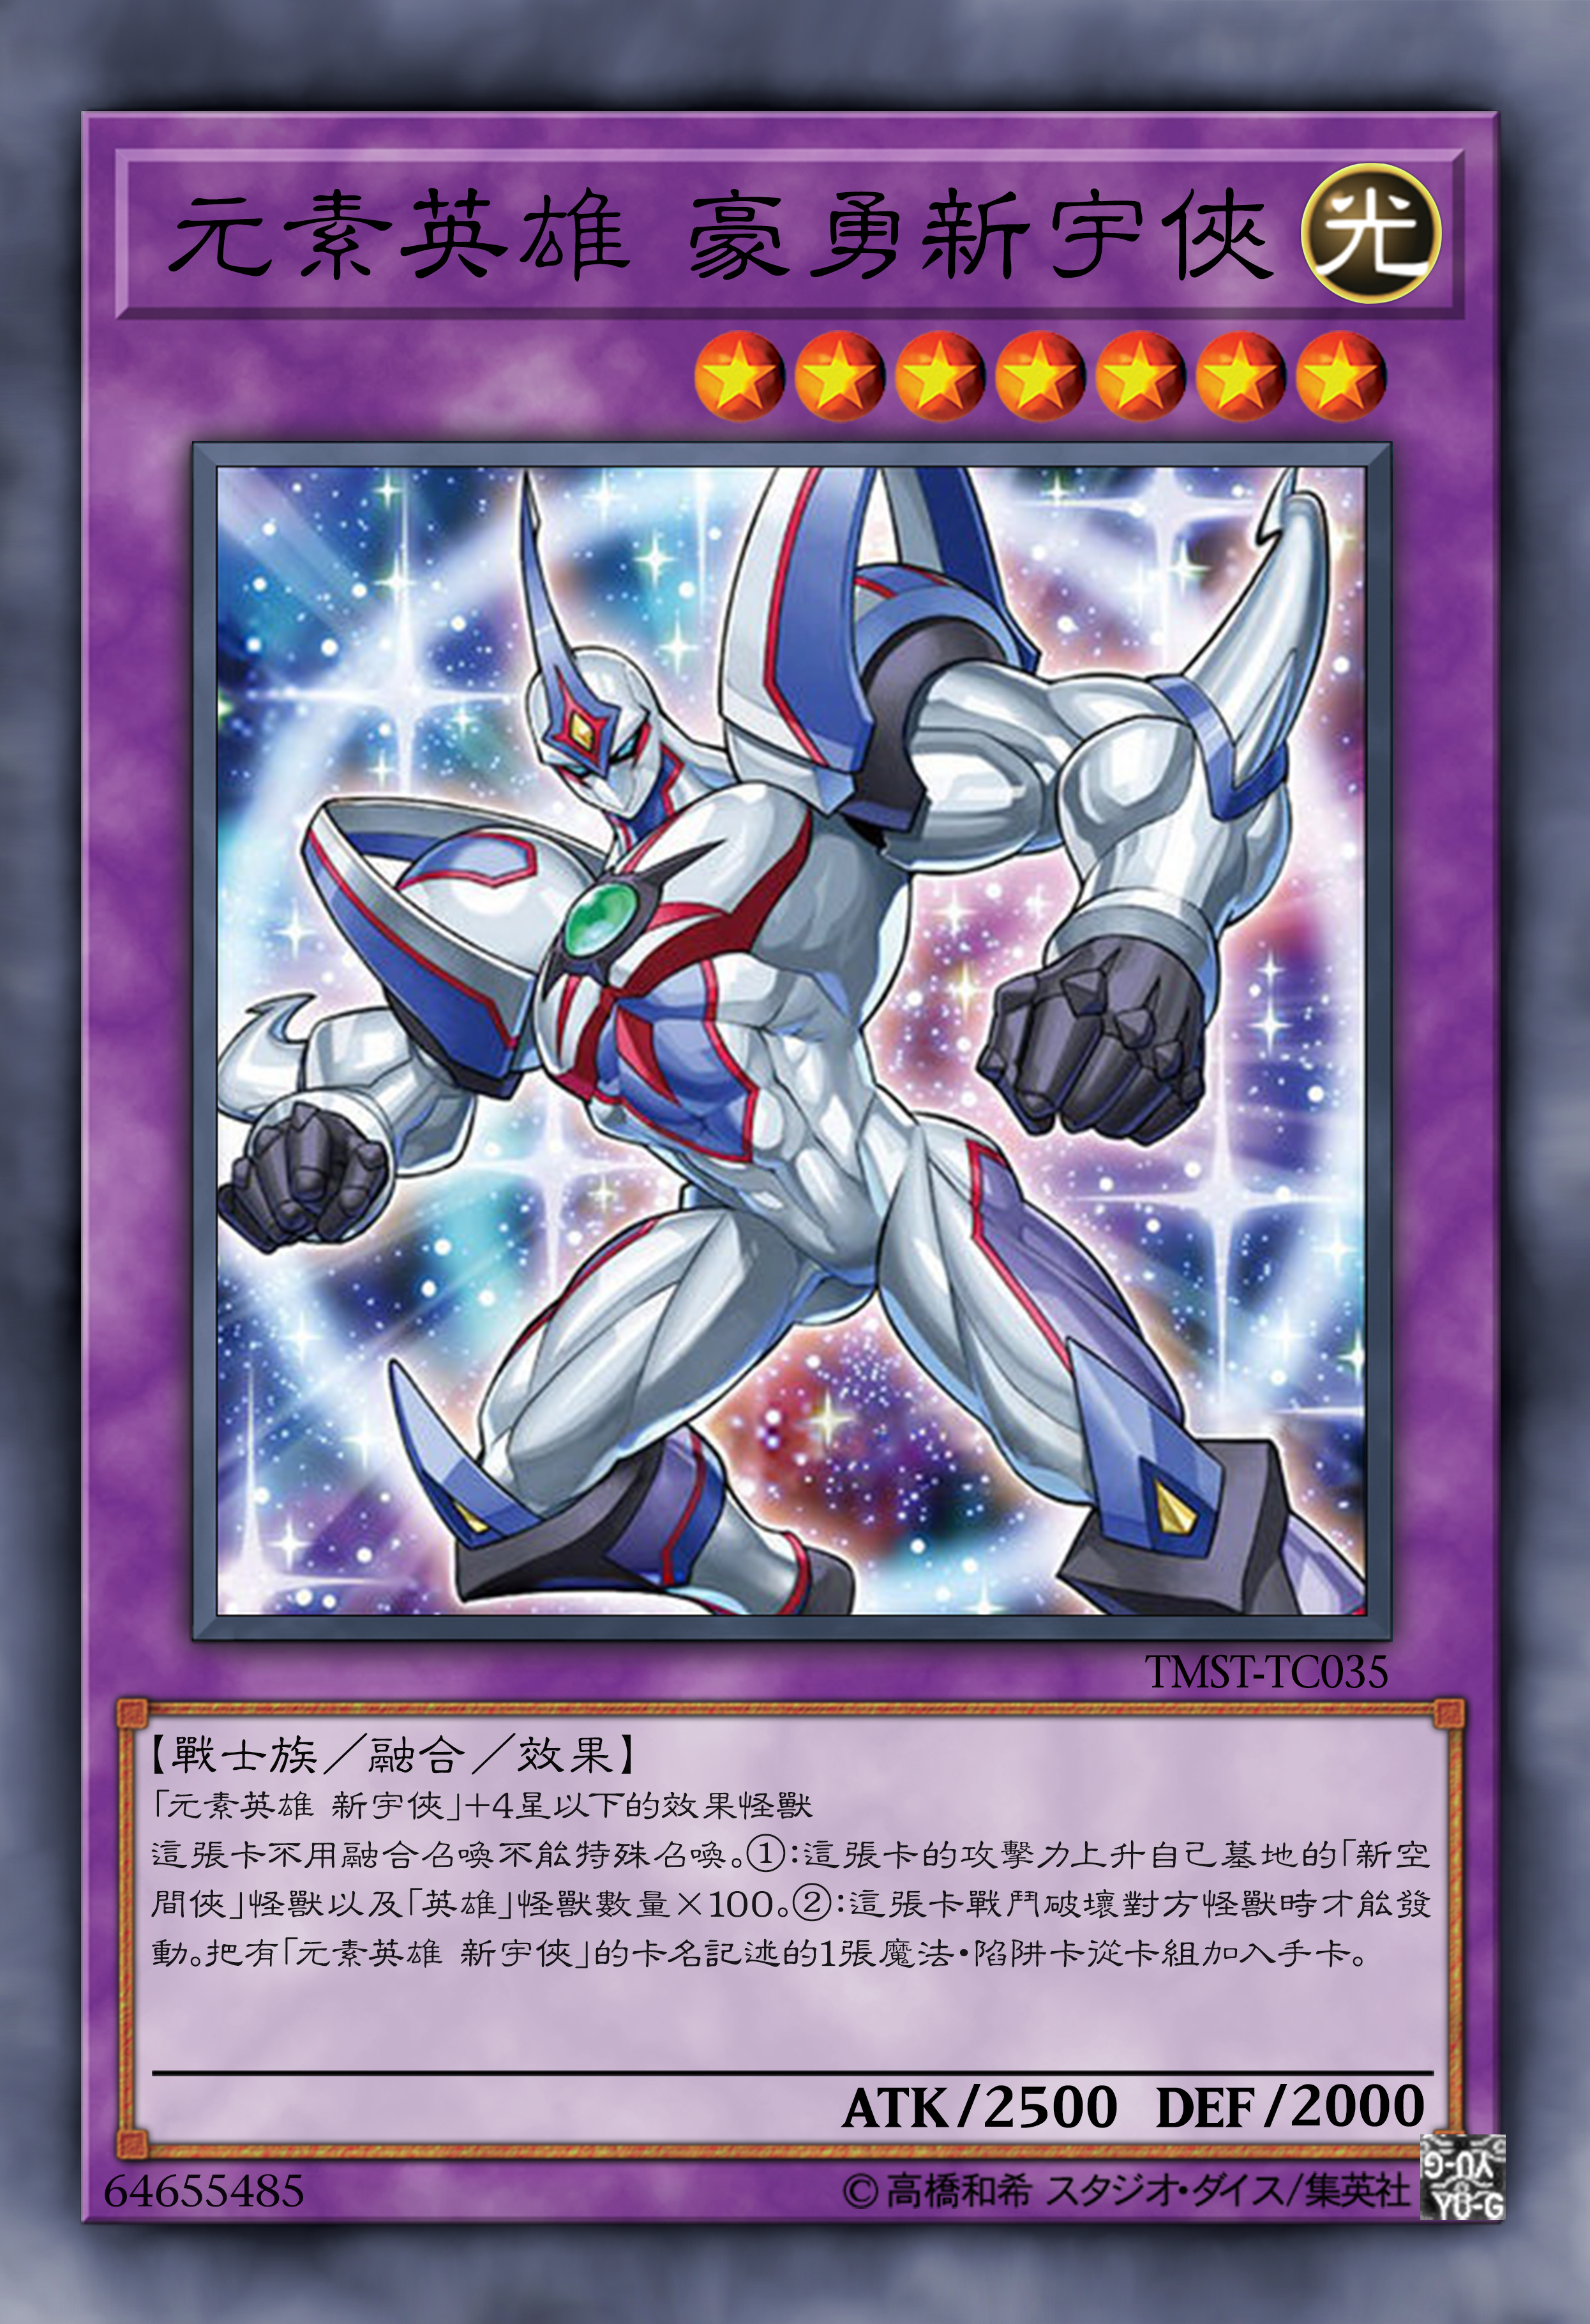 元素英雄 豪勇新宇俠 光
TMST-TC035
【戰士族／融合／效果】
「元素英雄 新宇俠」+4星以下的效果怪獸
這張卡不用融合召喚不能特殊召喚。①:這張卡的攻擊力上升自己墓地的「新空
間俠」怪獸以及「英雄」怪獸數量×100。②:這張卡戰鬥破壞對方怪獸時才能發
動。把有「元素英雄 新宇俠」的卡名記述的1張魔法·陷阱卡從卡組加入手卡。
ATK/2500 DEF/2000
64655485
©高橋和希 スタジオ·ダイス/集英社
YU-G
YU-G